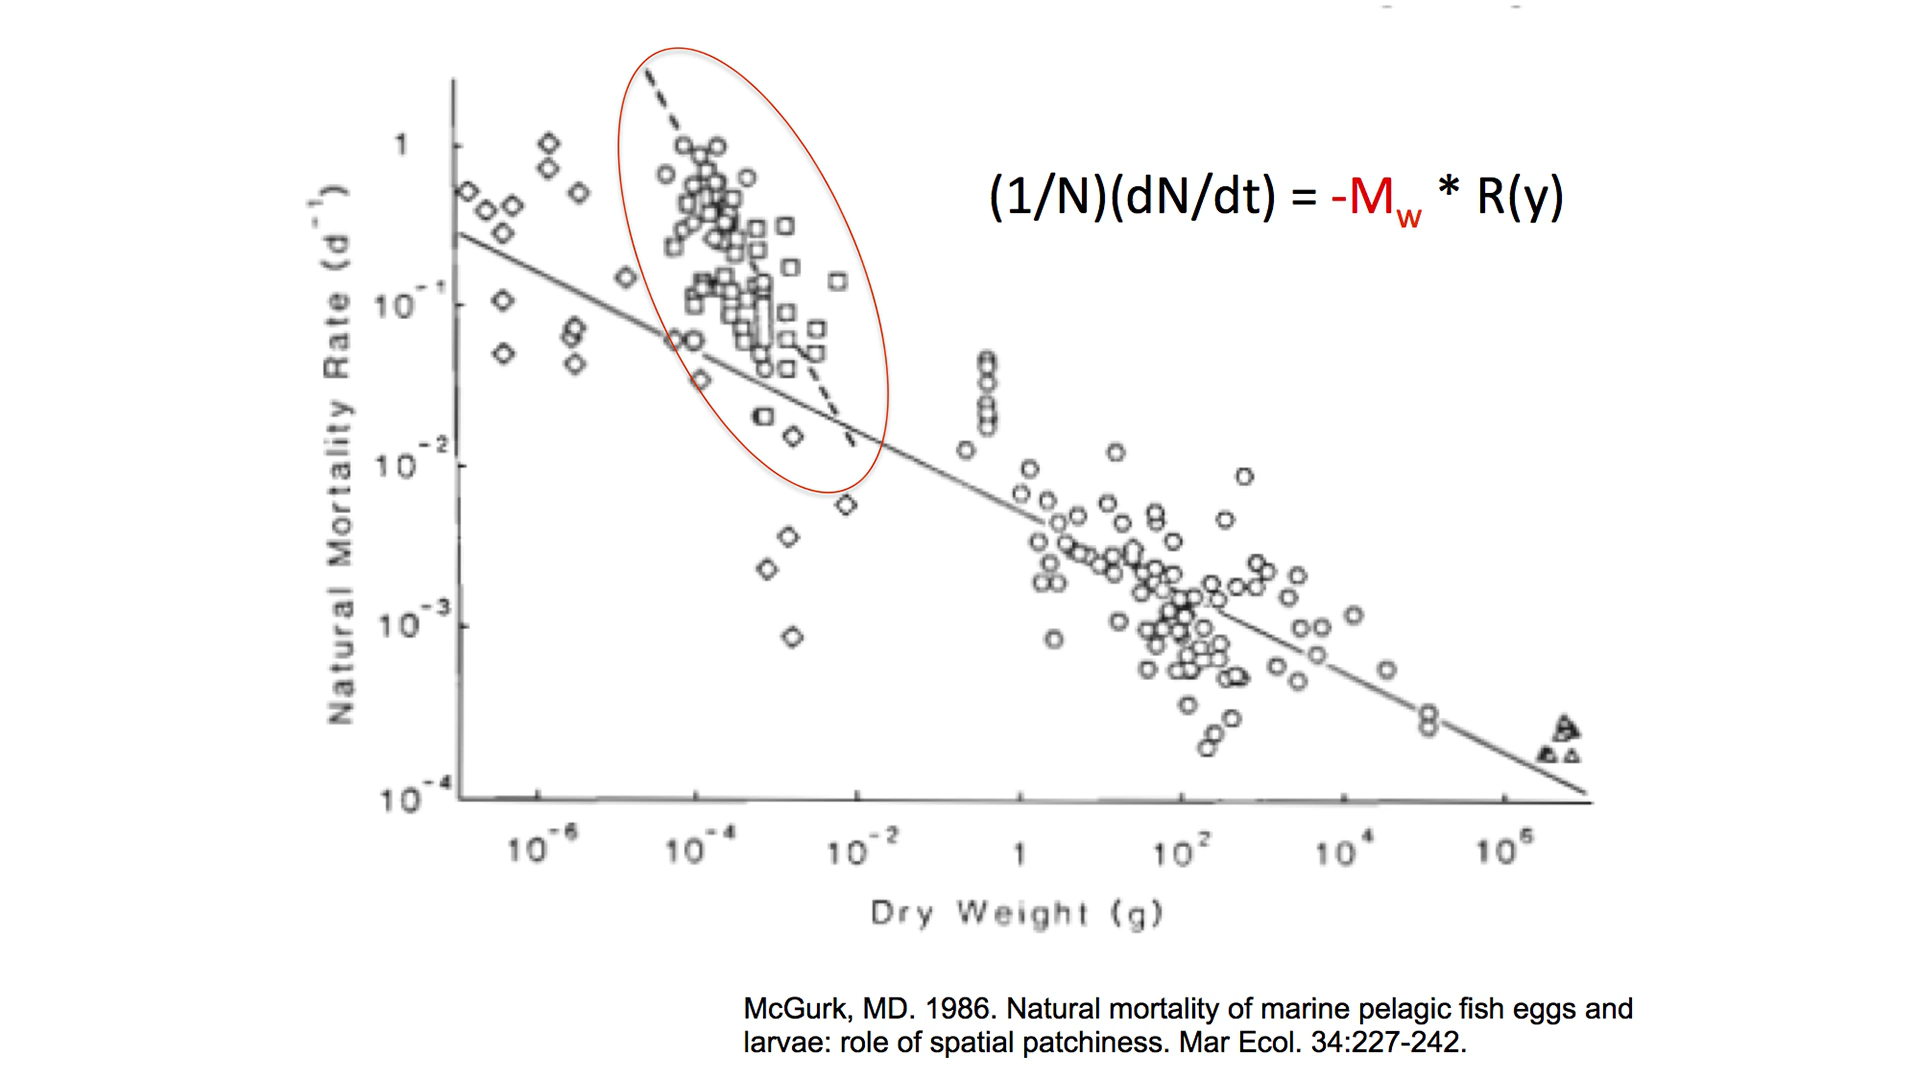 (1/N)(dN/dt) = -Mw * R(y)
Natural Mortality Rate (d⁻¹)
1
10⁻¹
10⁻²
10⁻³
10⁻⁴
10⁻⁶ 10⁻⁴ 10⁻² 1 10² 10⁴ 10⁶
Dry Weight (g)
McGurk, MD. 1986. Natural mortality of marine pelagic fish eggs and
larvae: role of spatial patchiness. Mar Ecol. 34:227-242.